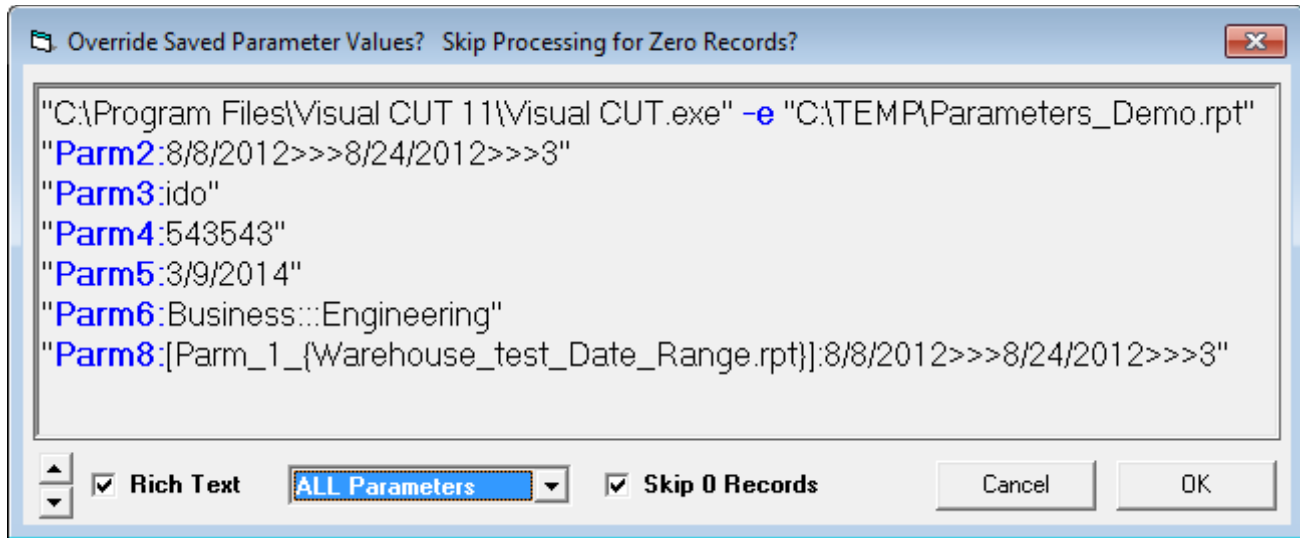 Override Saved Parameter Values? Skip Processing for Zero Records?
"C:\Program Files\Visual CUT 11\Visual CUT.exe" -e "C:\TEMP\Parameters_Demo.rpt"
"Parm2:8/8/2012>>>8/24/2012>>>3"
"Parm3:ido"
"Parm4:543543"
"Parm5:3/9/2014"
"Parm6:Business:::Engineering"
"Parm8:[Parm_1_{Warehouse_test_Date_Range.rpt}]:8/8/2012>>>8/24/2012>>>3"
Rich Text ALL Parameters Skip 0 Records Cancel OK